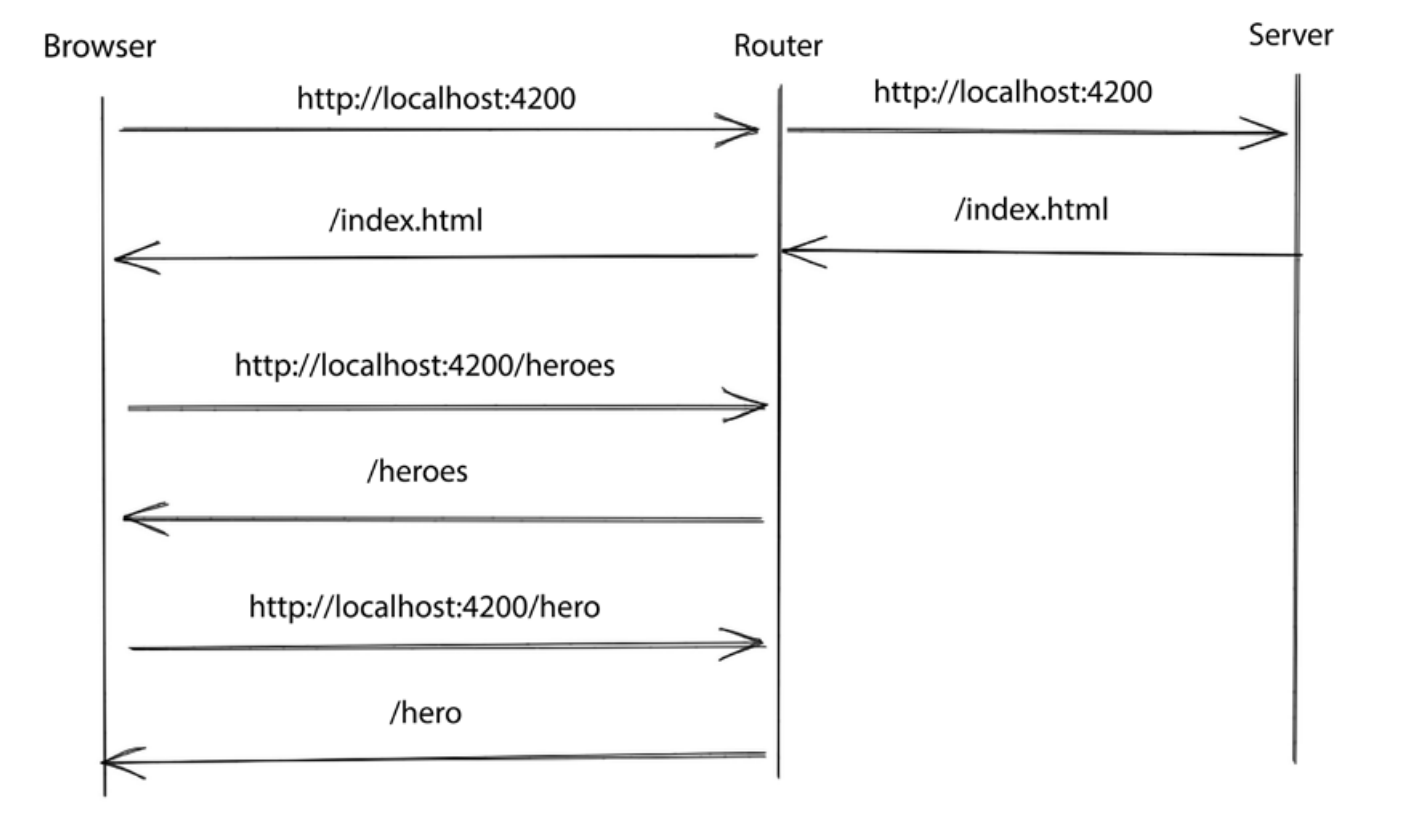 Browser
Router
Server
http://localhost:4200
http://localhost:4200
/index.html
/index.html
http://localhost:4200/heroes
/heroes
http://localhost:4200/hero
/hero